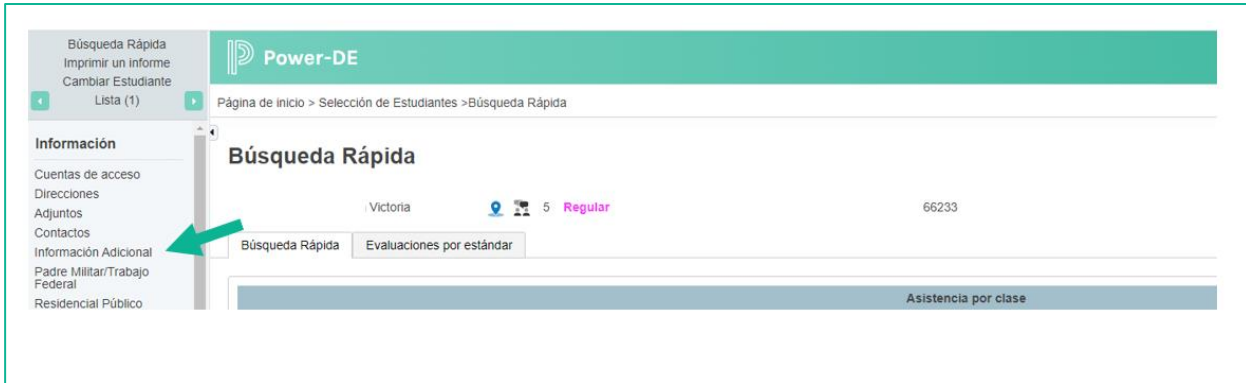 Búsqueda Rápida
Imprimir un informe
Cambiar Estudiante
Lista (1)
Información
Cuentas de acceso
Direcciones
Adjuntos
Contactos
Información Adicional
Padre Militar/Trabajo
Federal
Residencial Público
Power-DE
Página de inicio > Selección de Estudiantes >Búsqueda Rápida
Búsqueda Rápida
Victoria 5 Regular 66233
Búsqueda Rápida Evaluaciones por estándar
Asistencia por clase